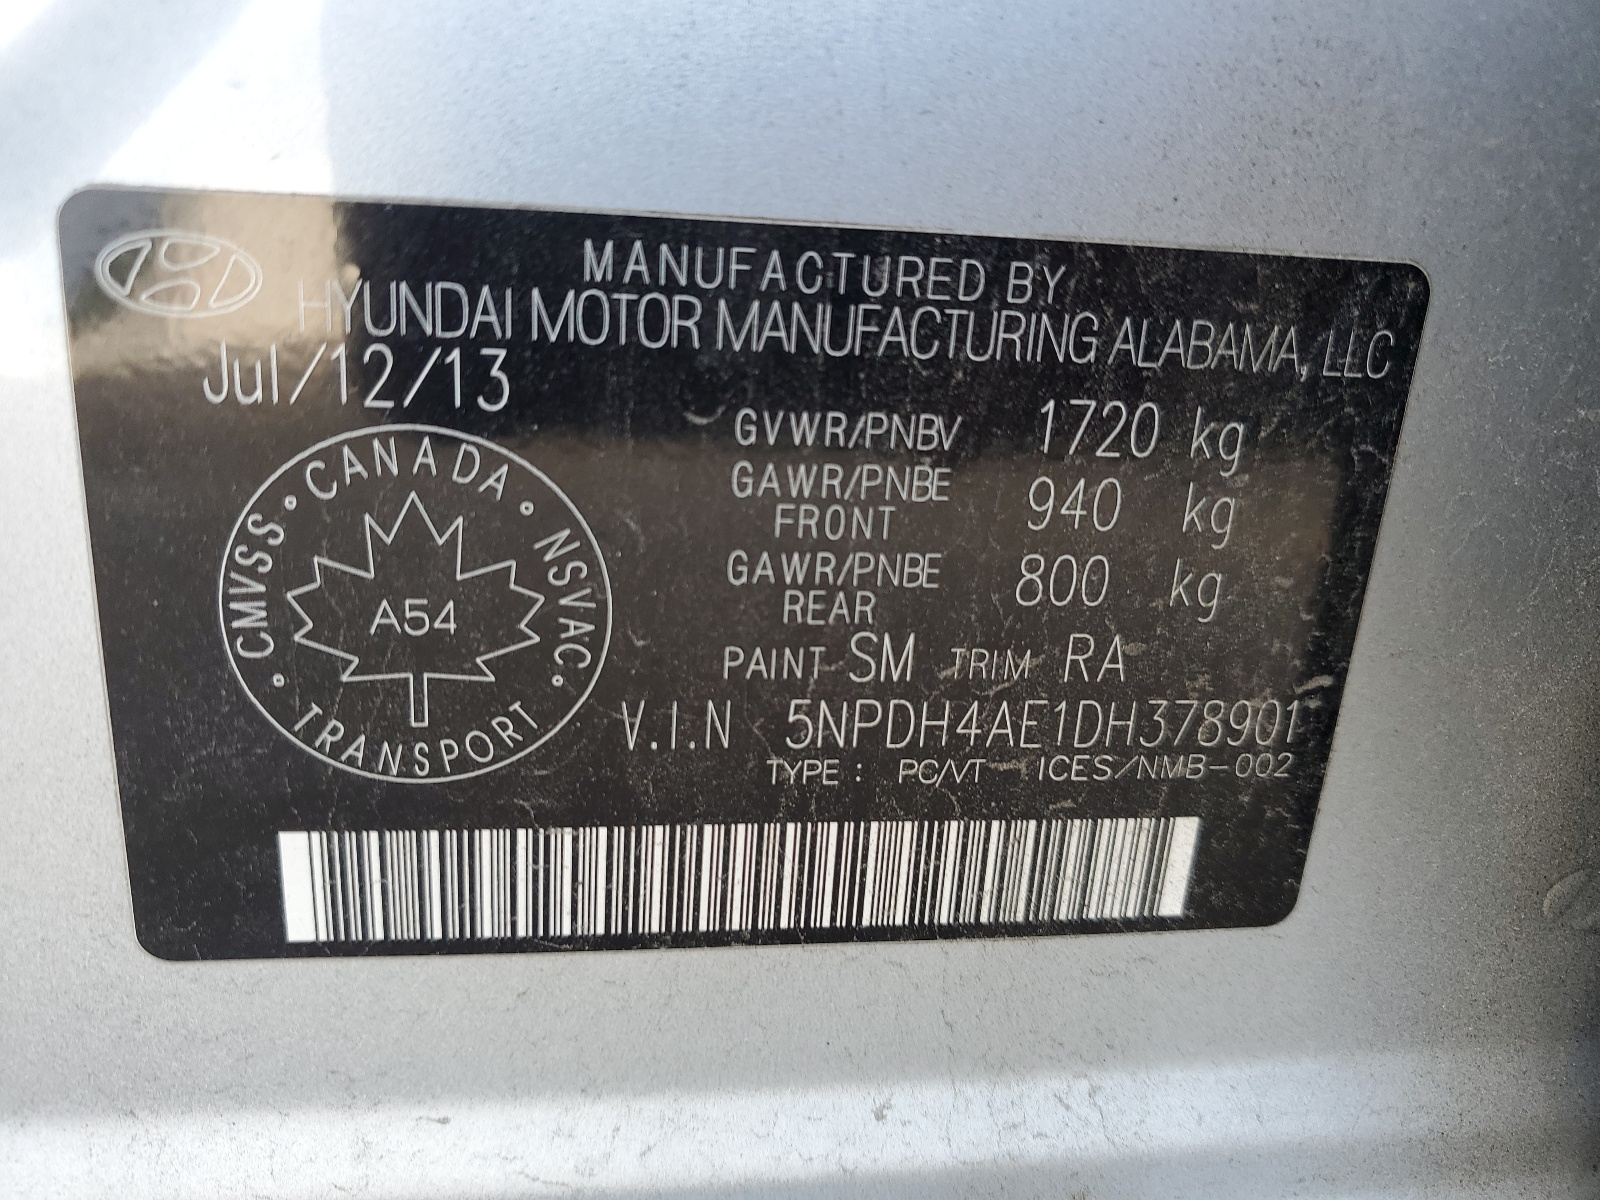 MANUFACTURED BY
HYUNDAI MOTOR MANUFACTURING ALABAMA, LLC
Jul/12/13
GVWR/PNBV 1720 kg
GAWR/PNBE FRONT 940 kg
GAWR/PNBE REAR 800 kg
PAINT SM TRIM RA
V.I.N 5NPDH4AE1DH378901
TYPE : PC/VT ICES/NMB-002
CANADA
CMVSS
NSVAC
A54
TRANSPORT